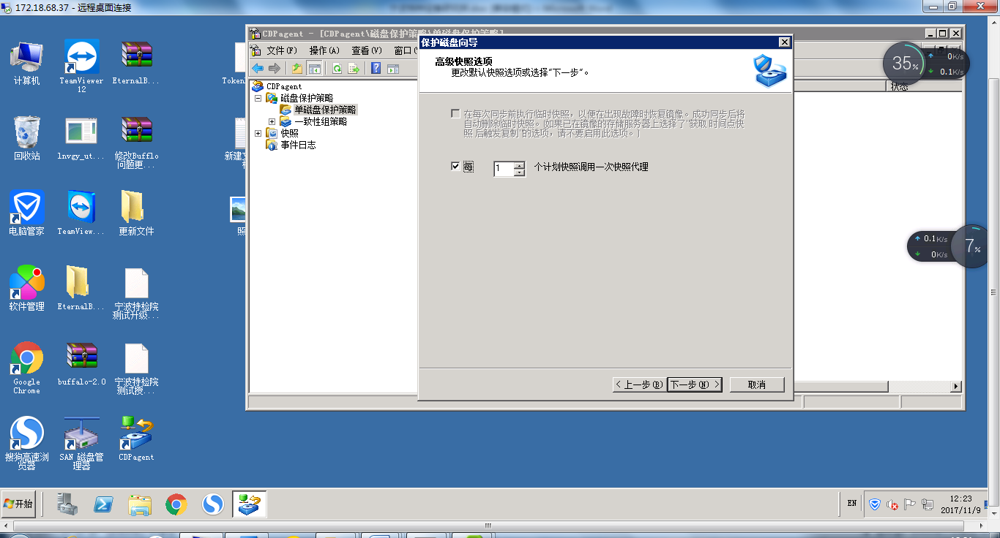 172.18.68.37 - 远程桌面连接
计算机
TeamViewer
12
EternalB...
Token
回收站
lnvgy_ut...
修改Bufflo
问题更...
新建文
电脑管家
TeamView...
更新文件
照
软件管理
EternalB...
宁波特检院
测试升级...
Google
Chrome
buffalo-2.0
宁波特检院
测试授...
搜狗高速浏
览器
SAN 磁盘管
理器
CDPagent
CDPagent - [CDPagent\磁盘保护策略\单磁盘保护策略]
文件(F) 操作(A) 查看(V) 窗口(
CDPagent
磁盘保护策略
单磁盘保护策略
一致性组策略
快照
事件日志
状态
保护磁盘向导
高级快照选项
更改默认快照选项或选择"下一步"。
在每次同步前执行临时快照，以便在出现故障时恢复镜像。成功同步后将
自动删除临时快照。(如果已在镜像的存储服务器上选择了"获取 时间点快
照 后触发复制"的选项，请不要启用此选项。)
每 1 个计划快照调用一次快照代理
< 上一步(B) 下一步(N) > 取消
35%
0K/s
0.1K/s
0.1K/s
0K/s
7%
开始
EN
12:23
2017/11/9